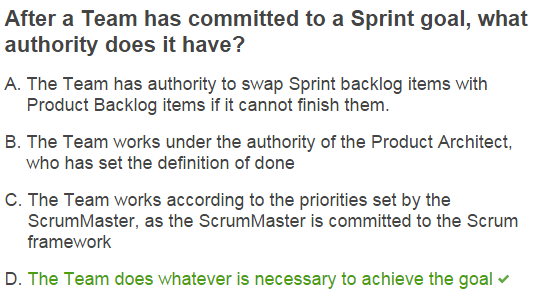 After a Team has committed to a Sprint goal, what
authority does it have?
A. The Team has authority to swap Sprint backlog items with
Product Backlog items if it cannot finish them.
B. The Team works under the authority of the Product Architect,
who has set the definition of done
C. The Team works according to the priorities set by the
ScrumMaster, as the ScrumMaster is committed to the Scrum
framework
D. The Team does whatever is necessary to achieve the goal ✔